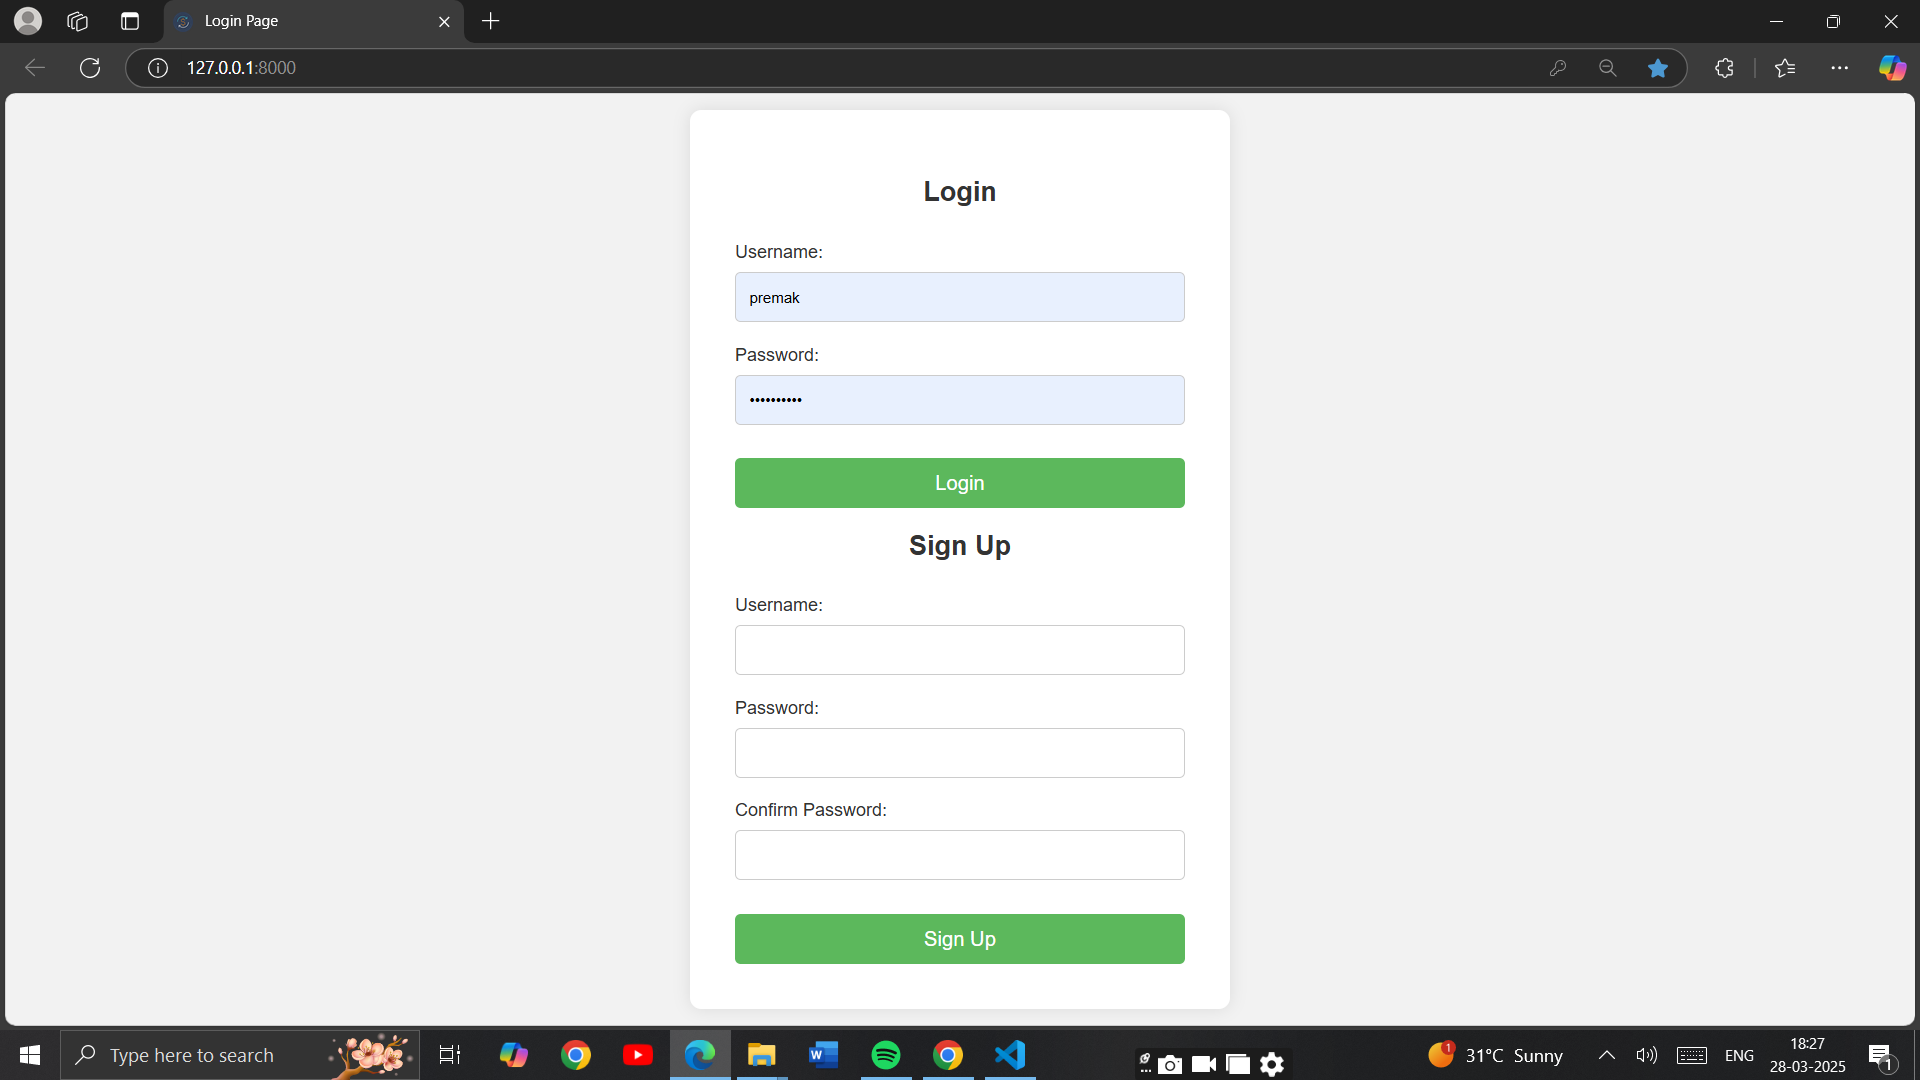 Login Page
127.0.0.1:8000
Login
Username:
premak
Password:
••••••••••
Login
Sign Up
Username:
Password:
Confirm Password:
Sign Up
Type here to search
31°C Sunny
1
ENG
18:27
28-03-2025
1